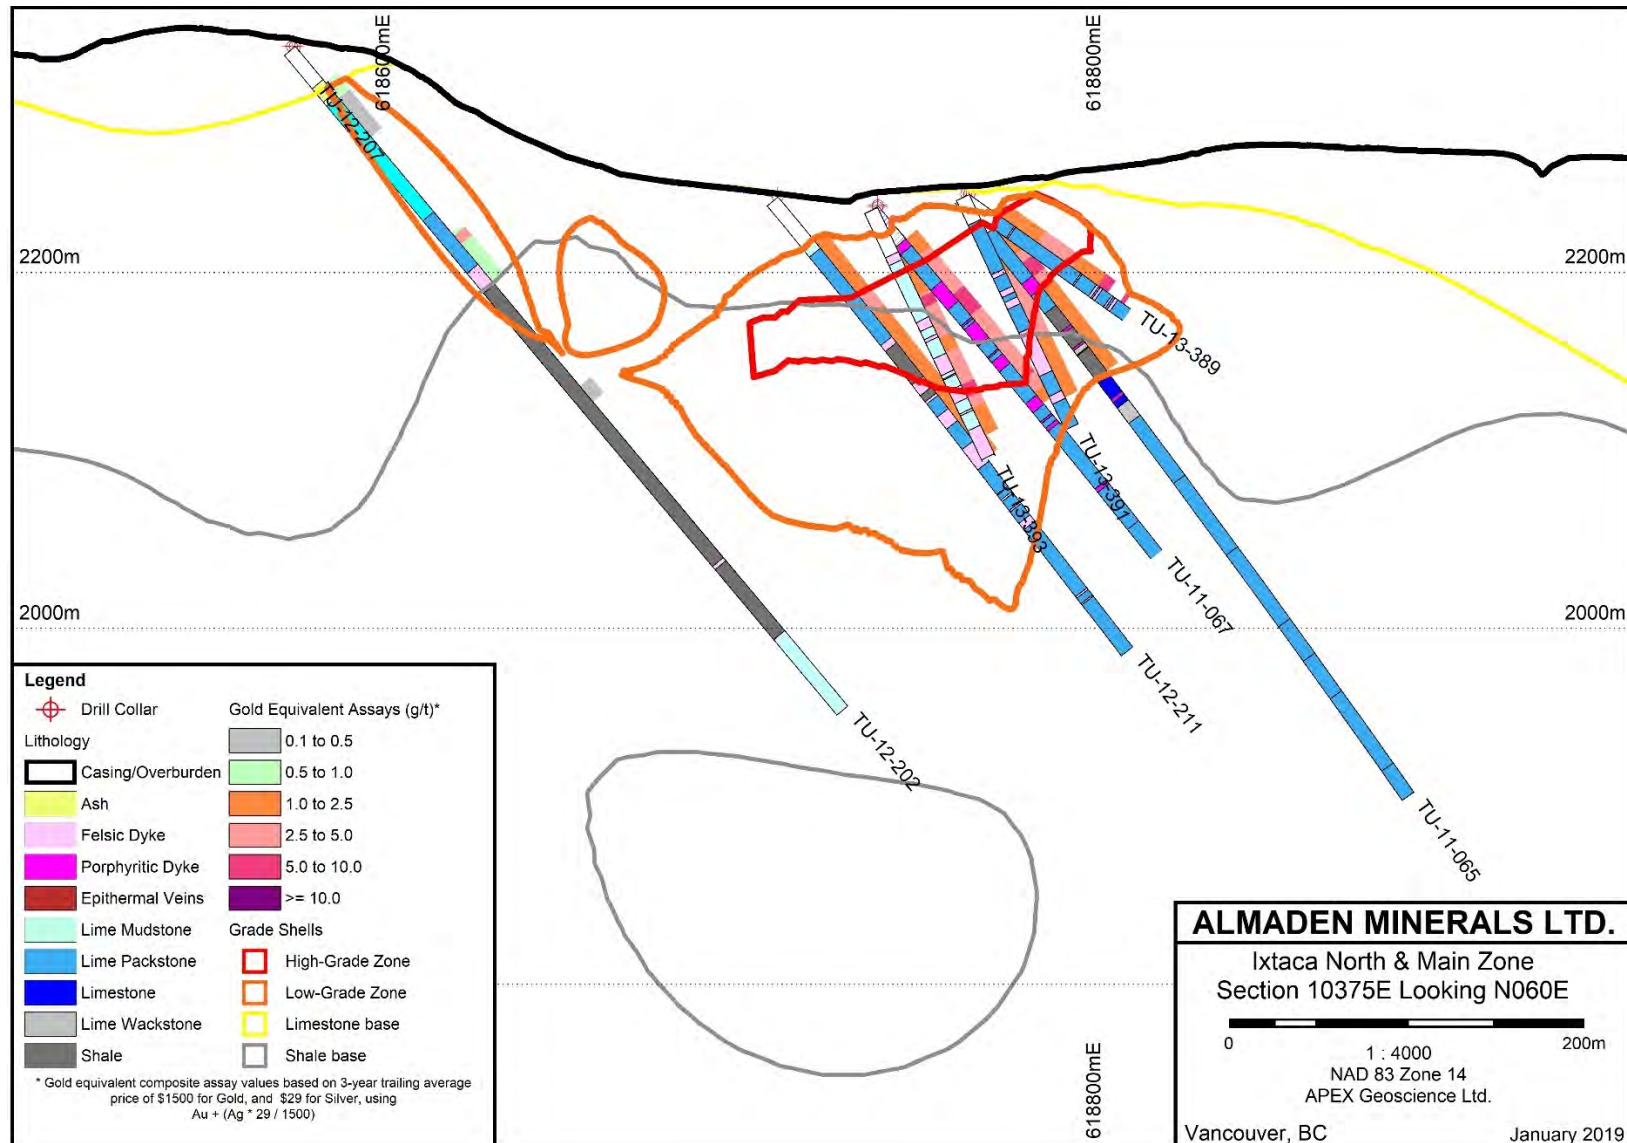 618600mE
618800mE
TU-12-207
2200m
2200m
TU-13-389
TU-13-391
TU-13-393
TU-11-067
2000m
2000m
TU-12-211
TU-12-202
TU-11-065
Legend
Drill Collar
Lithology
Casing/Overburden
Ash
Felsic Dyke
Porphyritic Dyke
Epithermal Veins
Lime Mudstone
Lime Packstone
Limestone
Lime Wackstone
Shale
Gold Equivalent Assays (g/t)*
0.1 to 0.5
0.5 to 1.0
1.0 to 2.5
2.5 to 5.0
5.0 to 10.0
>= 10.0
Grade Shells
High-Grade Zone
Low-Grade Zone
Limestone base
Shale base
* Gold equivalent composite assay values based on 3-year trailing average
price of $1500 for Gold, and $29 for Silver, using
Au + (Ag * 29 / 1500)
618800mE
ALMADEN MINERALS LTD.
Ixtaca North & Main Zone
Section 10375E Looking N060E
0 200m
1 : 4000
NAD 83 Zone 14
APEX Geoscience Ltd.
Vancouver, BC January 2019